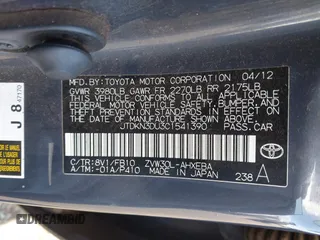 MFD. BY: TOYOTA MOTOR CORPORATION 04/12
GVWR 3980LB GAWR FR 2270LB RR 2175LB
THIS VEHICLE CONFORMS TO ALL APPLICABLE
FEDERAL MOTOR VEHICLE SAFETY, BUMPER, AND
THEFT PREVENTION STANDARDS IN EFFECT ON THE
DATE OF MANUFACTURE SHOWN ABOVE.
JTDKN3DU3C1541390 PASS.CAR
C/TR:8V1/FB10 ZVW30L-AHXEBA
A/TM:-01A/P410 MADE IN JAPAN
238 A
TOYOTA
J 8
47170